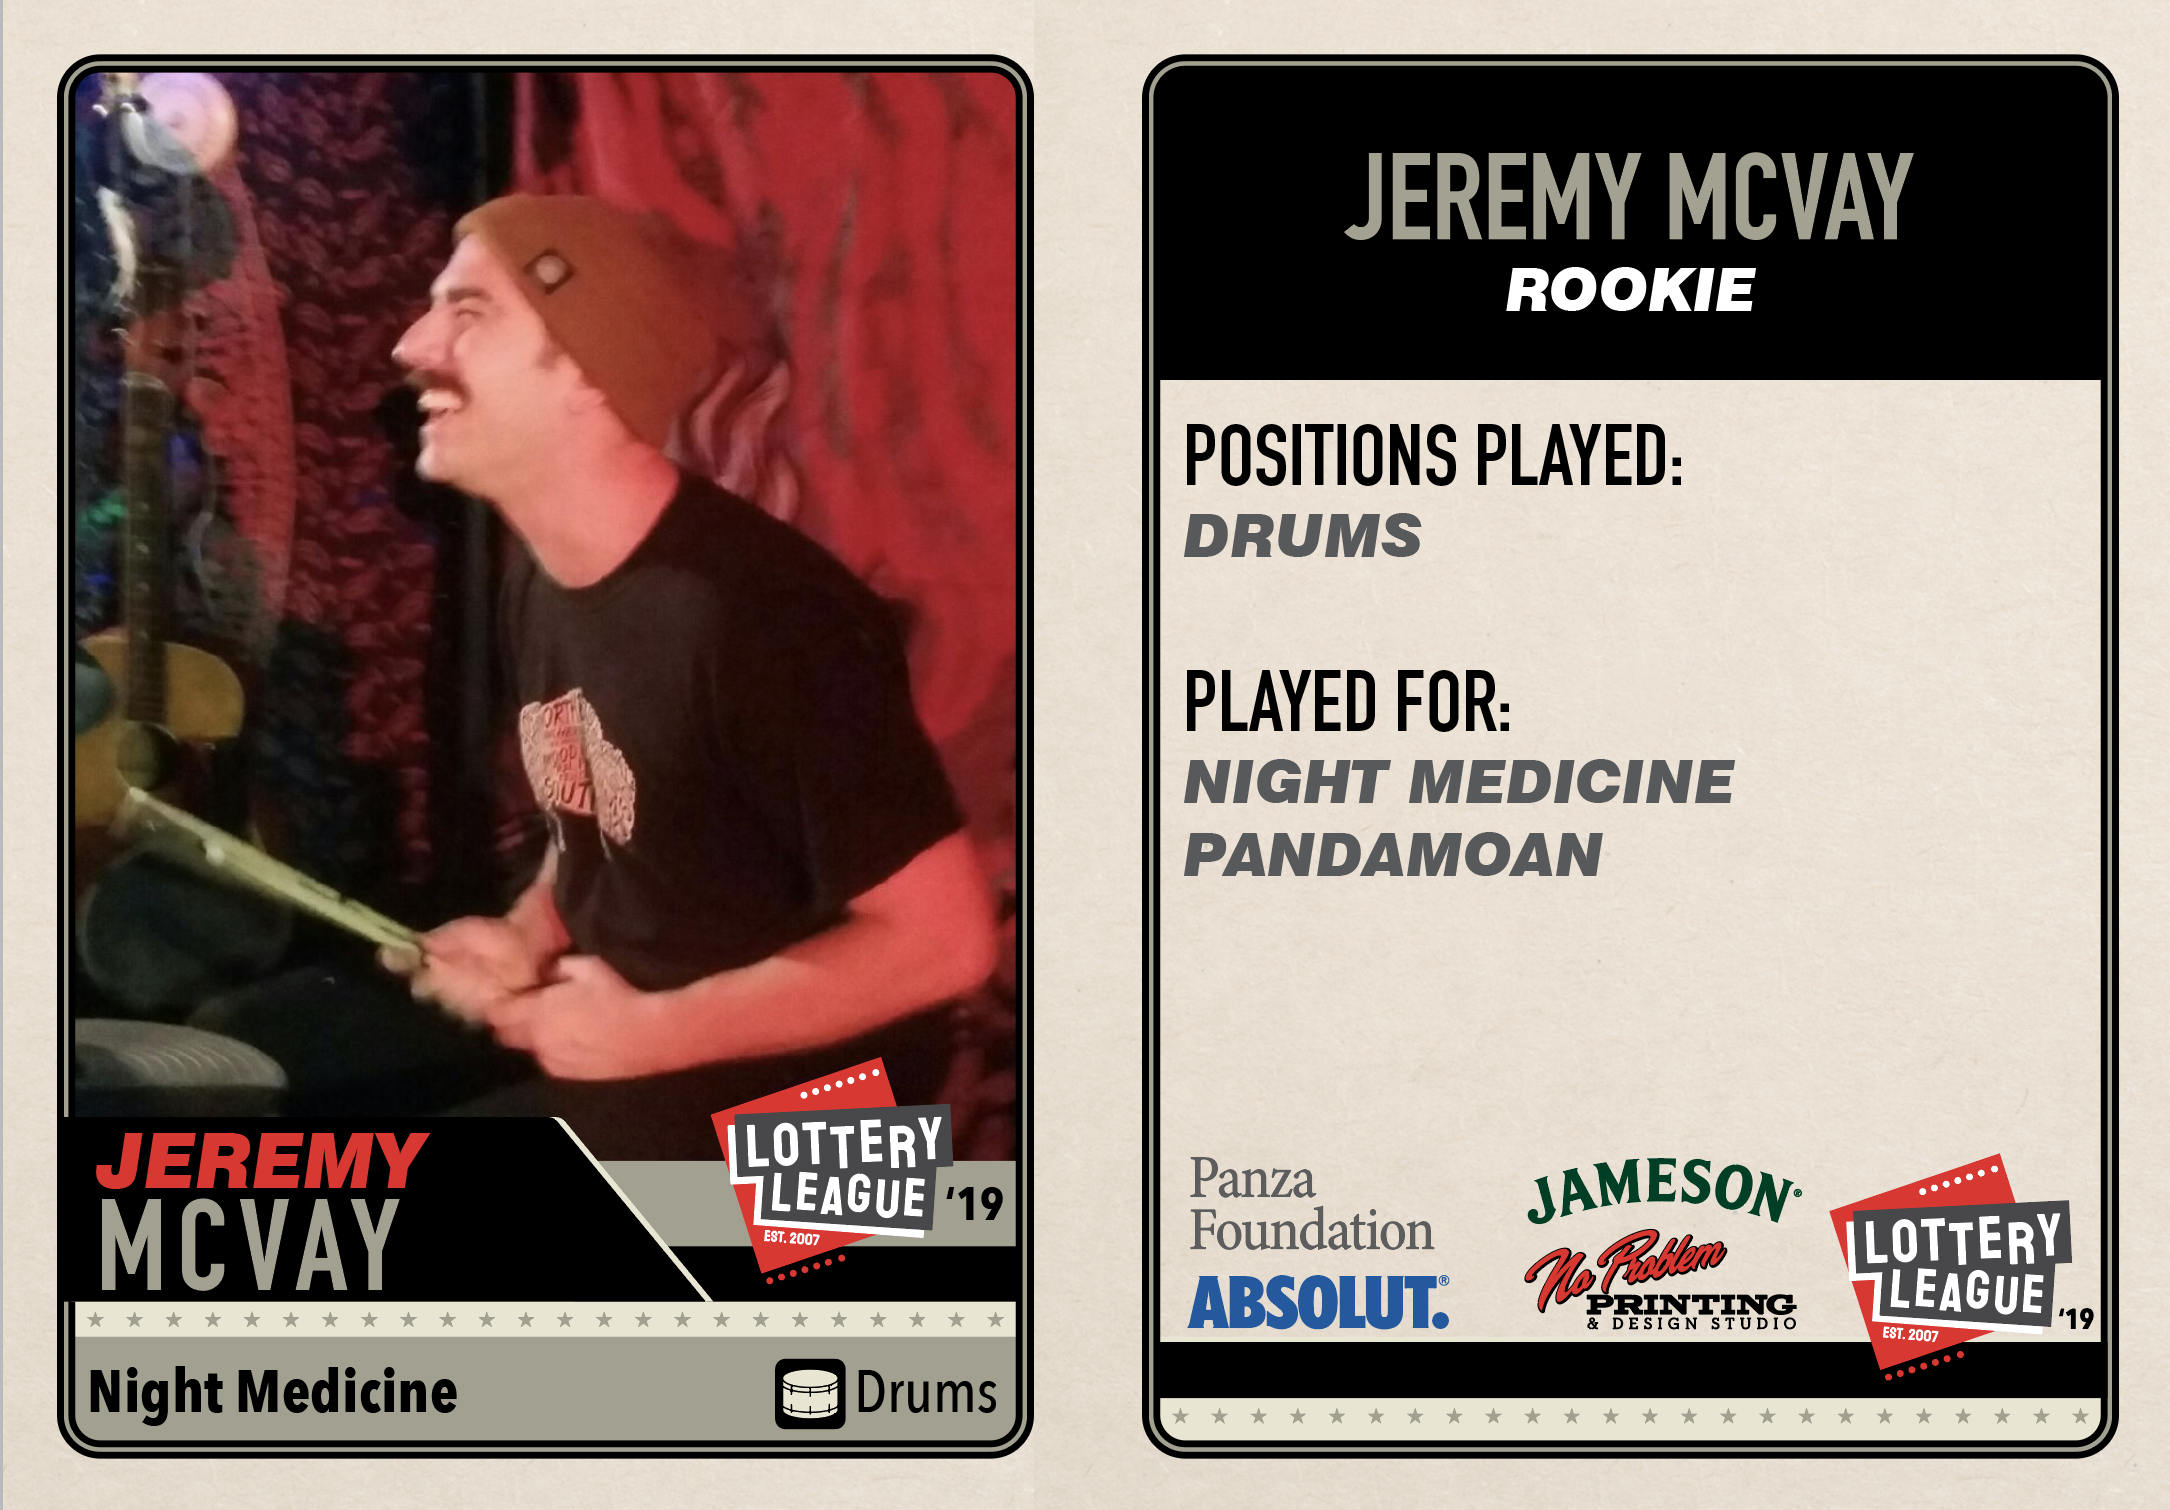 JEREMY
MCVAY
LOTTERY
LEAGUE
EST. 2007
'19
Night Medicine
Drums
JEREMY MCVAY
ROOKIE
POSITIONS PLAYED:
DRUMS
PLAYED FOR:
NIGHT MEDICINE
PANDAMOAN
Panza
Foundation
ABSOLUT.®
JAMESON®
No Problem
PRINTING
& DESIGN STUDIO
LOTTERY
LEAGUE
EST. 2007
'19